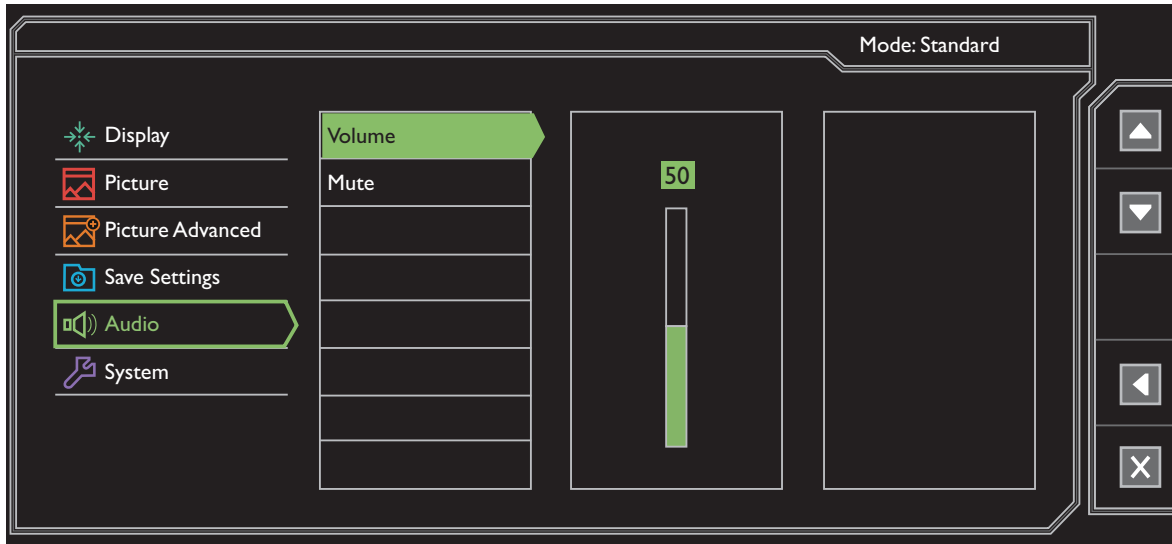 Mode: Standard
Display
Picture
Picture Advanced
Save Settings
Audio
System
Volume
Mute
50